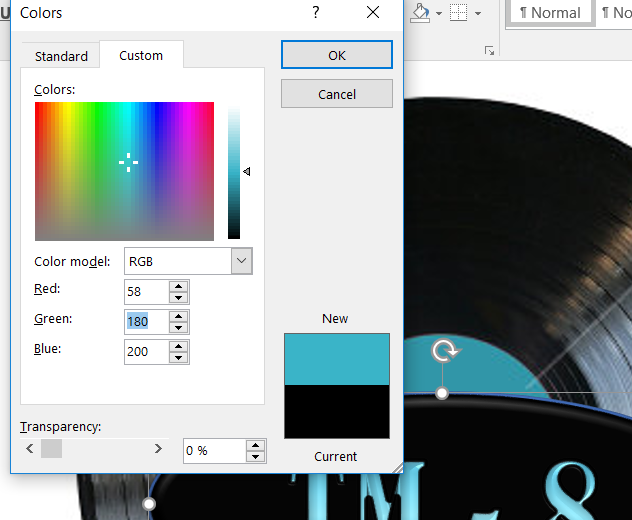 Colors
?
U
¶ Normal
¶ No
Standard
Custom
OK
Cancel
Colors:
Color model:
RGB
Red:
58
Green:
180
Blue:
200
New
Current
Transparency:
0 %
TM - 8